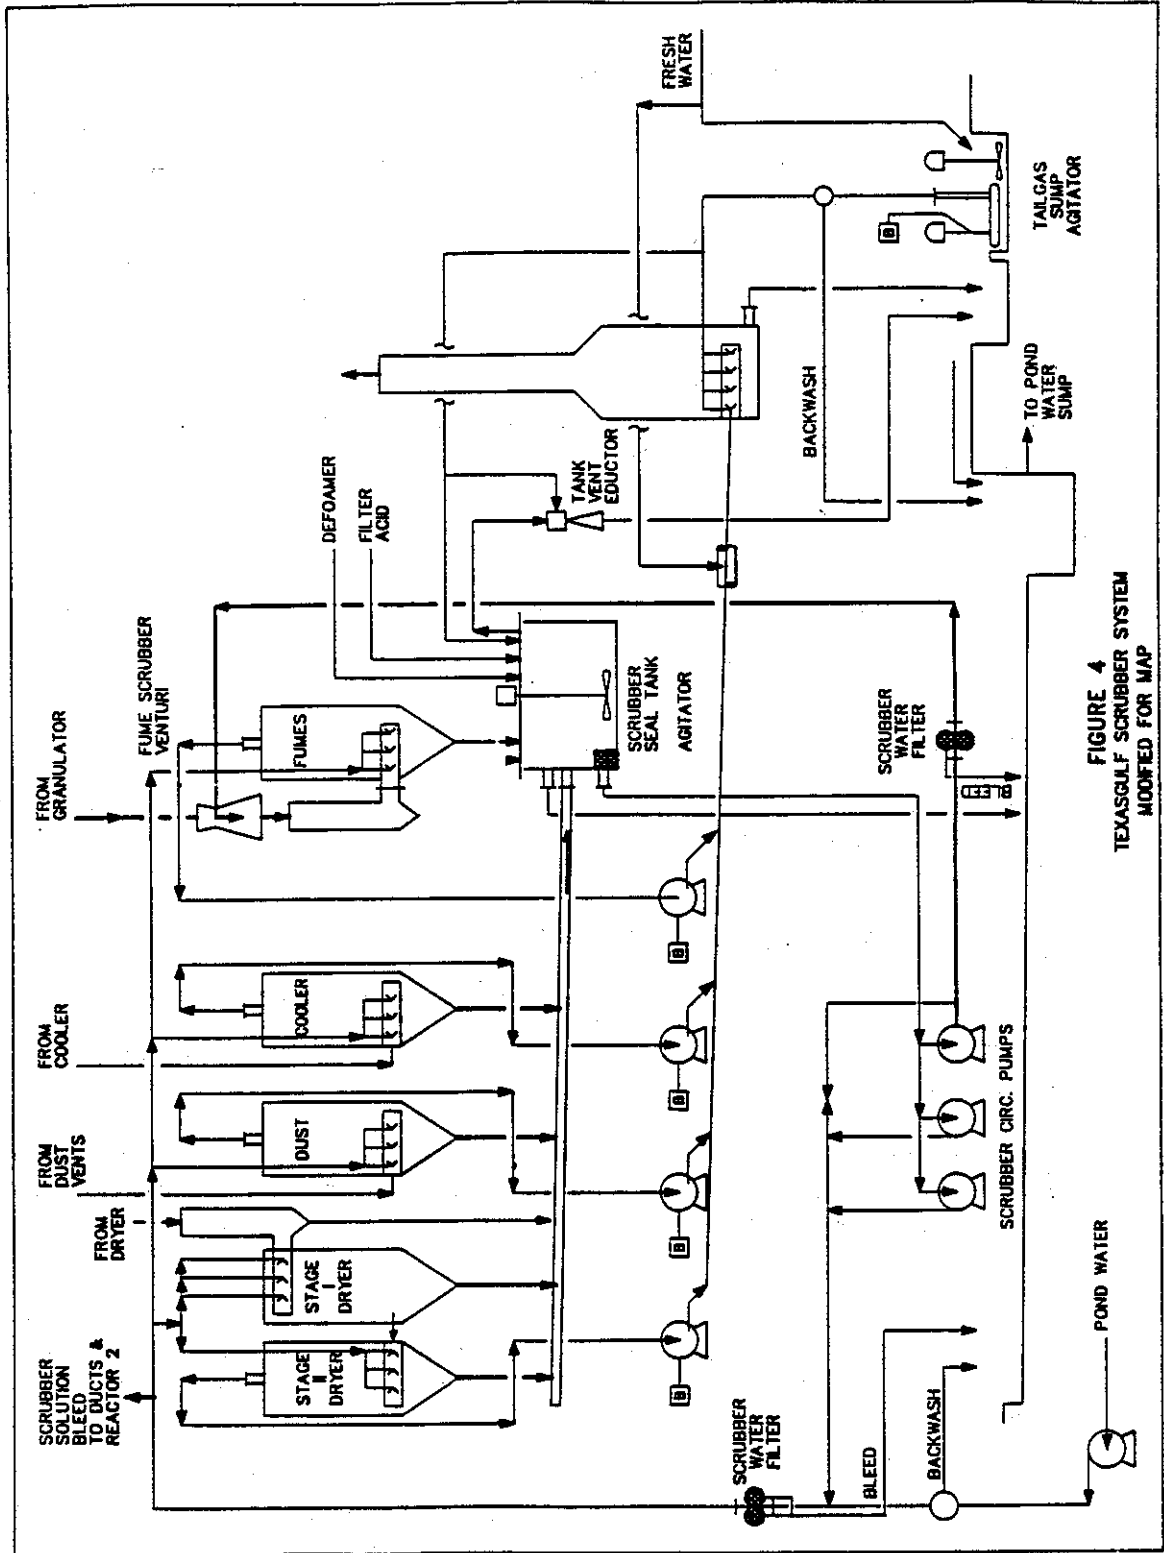 SCRUBBER
SOLUTION
BLEED
TO DUCTS &
REACTOR 2
FROM
DRYER
FROM
DUST
VENTS
FROM
COOLER
FROM
GRANULATOR
FUME SCRUBBER
VENTURI
STAGE
II
DRYER
STAGE
I
DRYER
DUST
COOLER
FUMES
DEFOAMER
FILTER
ACID
FRESH
WATER
TANK
VENT
EDUCTOR
SCRUBBER
SEAL TANK
AGITATOR
B
B
B
B
B
SCRUBBER
WATER
FILTER
BLEED
BACKWASH
SCRUBBER
WATER
FILTER
BLEED
BACKWASH
SCRUBBER CIRC. PUMPS
POND WATER
TO POND
WATER
SUMP
TAILGAS
SUMP
AGITATOR
FIGURE 4
TEXASGULF SCRUBBER SYSTEM
MODIFIED FOR MAP